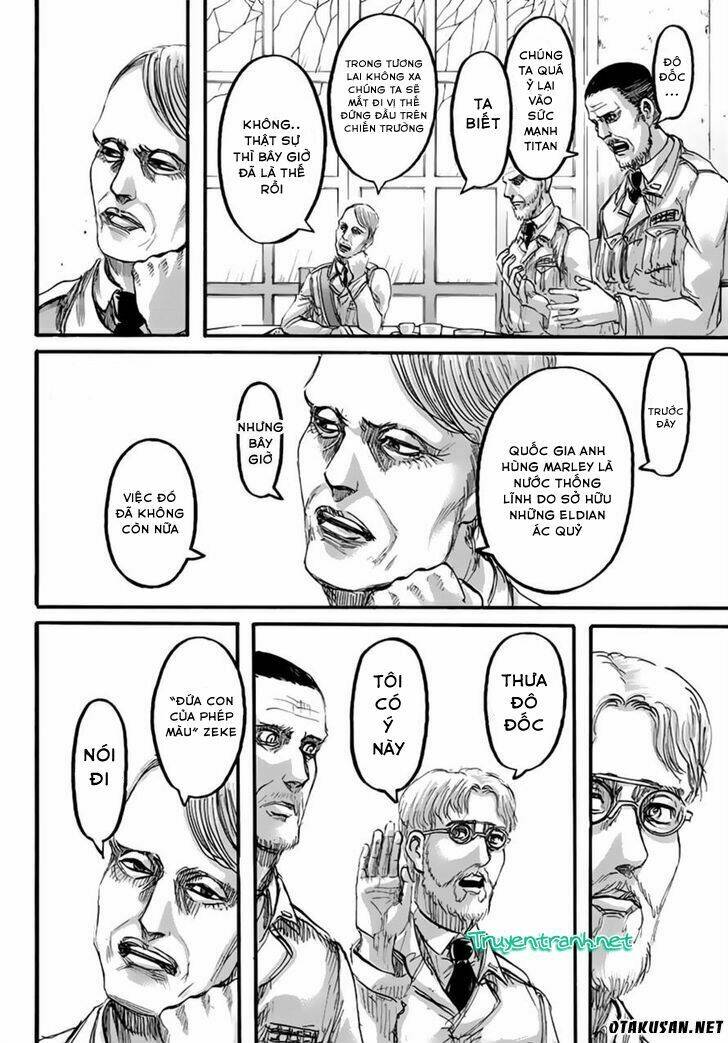 ĐÔ
ĐỐC
...
CHÚNG
TA QUÁ
Ỷ LẠI
VÀO
SỨC
MẠNH
TITAN
TA
BIẾT
TRONG TƯƠNG
LAI KHÔNG XA
CHÚNG TA SẼ
MẤT ĐI VỊ THẾ
ĐỨNG ĐẦU TRÊN
CHIẾN TRƯỜNG
KHÔNG..
THẬT SỰ
THÌ BÂY GIỜ
ĐÃ LÀ THẾ
RỒI
TRƯỚC
ĐÂY
QUỐC GIA ANH
HÙNG MARLEY LÀ
NƯỚC THỐNG
LĨNH DO SỞ HỮU
NHỮNG ELDIAN
ÁC QUỶ
NHƯNG
BÂY
GIỜ
VIỆC ĐÓ
ĐÃ KHÔNG
CÒN NỮA
THƯA
ĐÔ
ĐỐC
TÔI
CÓ
Ý NÀY
"ĐỨA CON
CỦA PHÉP
MÀU" ZEKE
NÓI
ĐI
Truyentranh.net
OTAKUSAN.NET